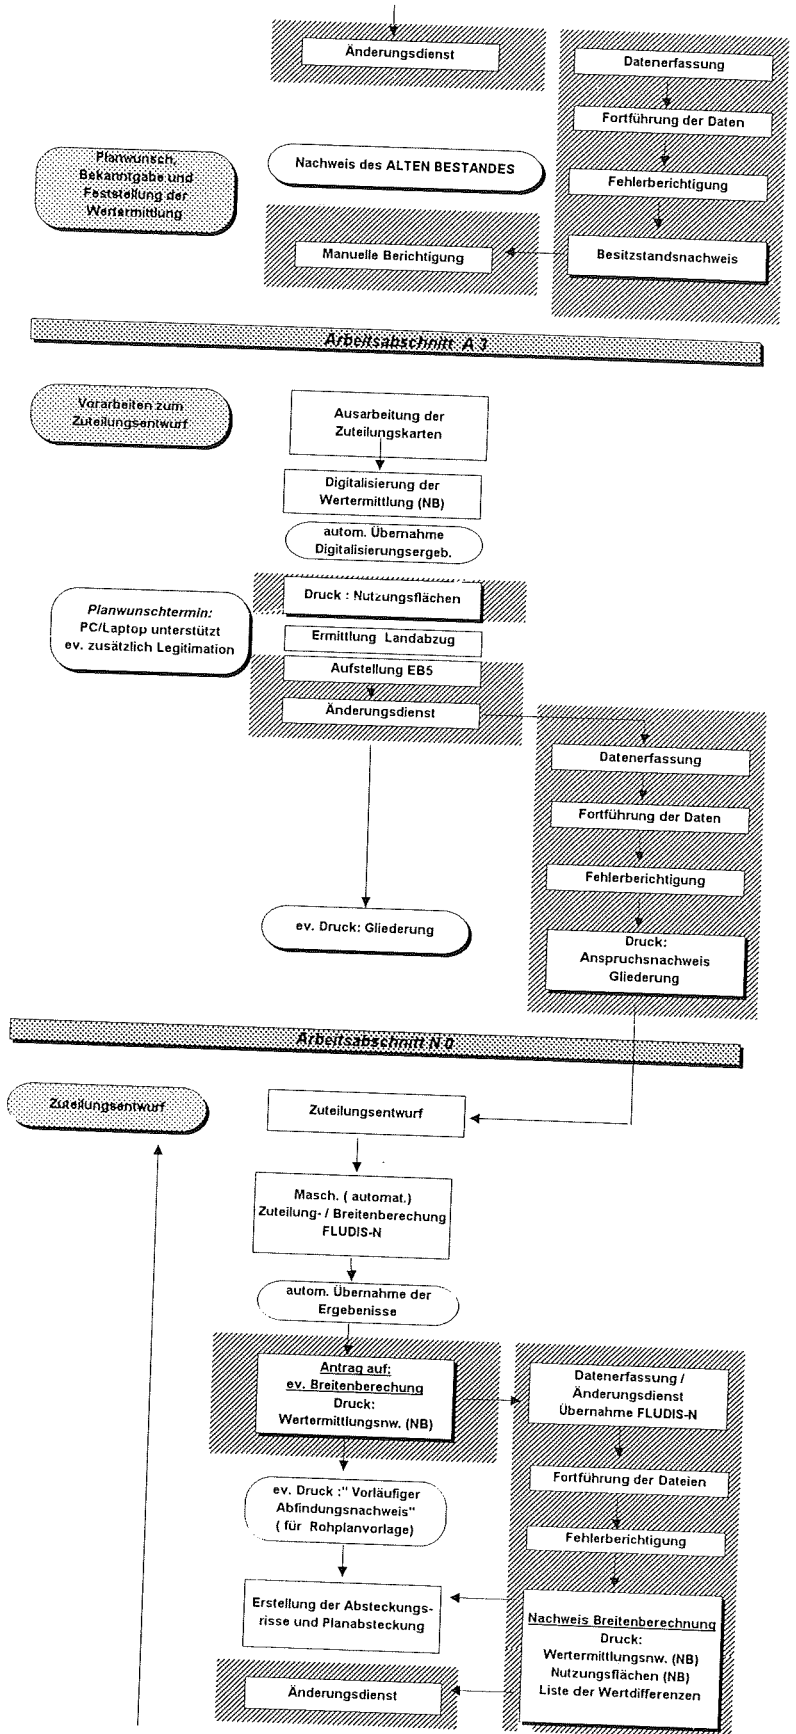 Änderungsdienst
Datenerfassung
Fortführung der Daten
Planwunsch,
Bekanntgabe und
Feststellung der
Wertermittlung
Nachweis des ALTEN BESTANDES
Fehlerberichtigung
Manuelle Berichtigung
Besitzstandsnachweis
Arbeitsabschnitt A 3
Vorarbeiten zum
Zuteilungsentwurf
Ausarbeitung der
Zuteilungskarten
Digitalisierung der
Wertermittlung (NB)
autom. Übernahme
Digitalisierungsergeb.
Druck : Nutzungsflächen
Planwunschtermin:
PC/Laptop unterstützt
ev. zusätzlich Legitimation
Ermittlung Landabzug
Aufstellung EB5
Änderungsdienst
Datenerfassung
Fortführung der Daten
Fehlerberichtigung
ev. Druck: Gliederung
Druck:
Anspruchsnachweis
Gliederung
Arbeitsabschnitt N 0
Zuteilungsentwurf
Zuteilungsentwurf
Masch. ( automat.)
Zuteilung- / Breitenberechung
FLUDIS-N
autom. Übernahme der
Ergebenisse
Antrag auf:
ev. Breitenberechung
Druck:
Wertermittlungsnw. (NB)
Datenerfassung /
Änderungsdienst
Übernahme FLUDIS-N
ev. Druck :" Vorläufiger
Abfindungsnachweis"
( für Rohplanvorlage)
Fortführung der Dateien
Fehlerberichtigung
Erstellung der Absteckungs-
risse und Planabsteckung
Nachweis Breitenberechnung
Druck:
Wertermittlungsnw. (NB)
Nutzungsflächen (NB)
Liste der Wertdifferenzen
Änderungsdienst